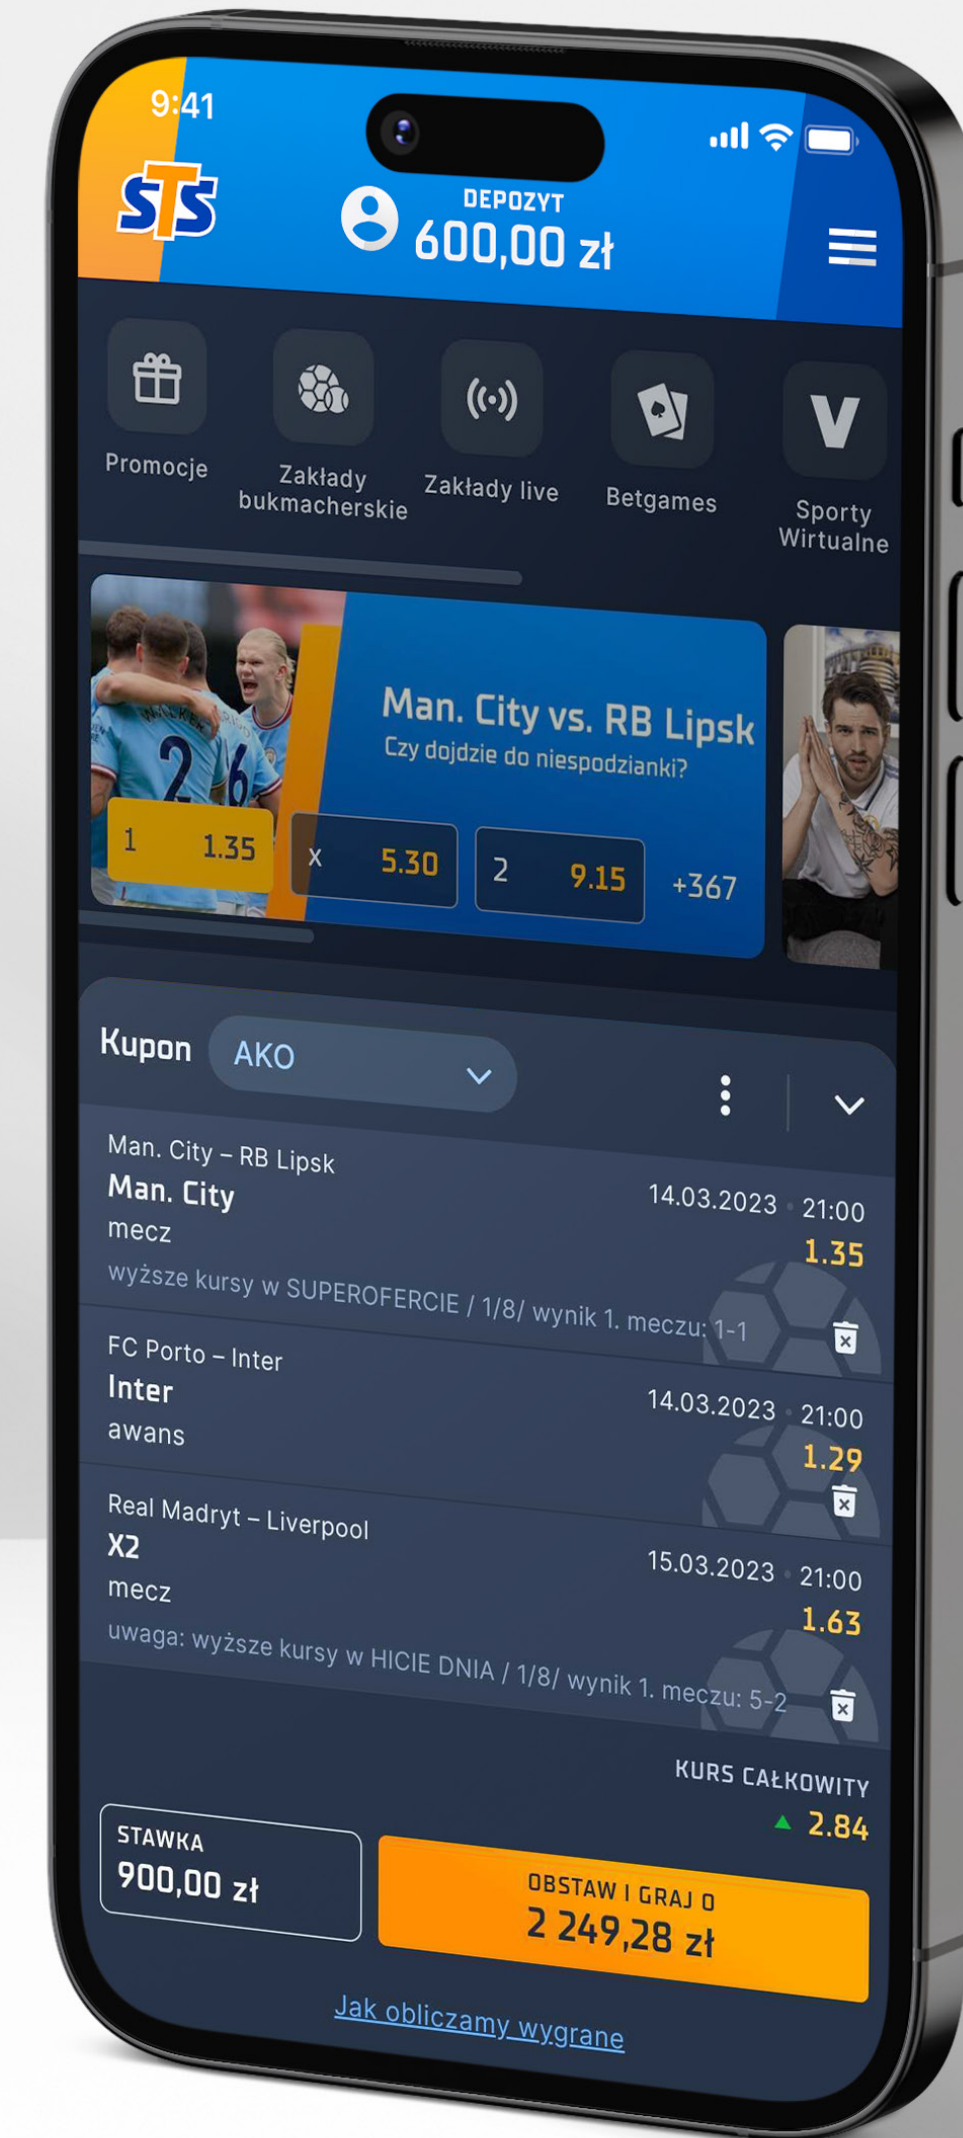 9:41
STS
DEPOZYT
600,00 zł
Promocje
Zakłady
bukmacherskie
Zakłady live
Betgames
V
Sporty
Wirtualne
WALKER
2
6
Man. City vs. RB Lipsk
Czy dojdzie do niespodzianki?
1 1.35
x 5.30
2 9.15
+367
Kupon
AKO
Man. City – RB Lipsk
Man. City
14.03.2023 • 21:00
mecz
1.35
wyższe kursy w SUPEROFERCIE / 1/8/ wynik 1. meczu: 1-1
FC Porto – Inter
Inter
14.03.2023 • 21:00
awans
1.29
Real Madryt – Liverpool
X2
15.03.2023 • 21:00
mecz
1.63
uwaga: wyższe kursy w HICIE DNIA / 1/8/ wynik 1. meczu: 5-2
KURS CAŁKOWITY
▲ 2.84
STAWKA
900,00 zł
OBSTAW I GRAJ O
2 249,28 zł
Jak obliczamy wygrane